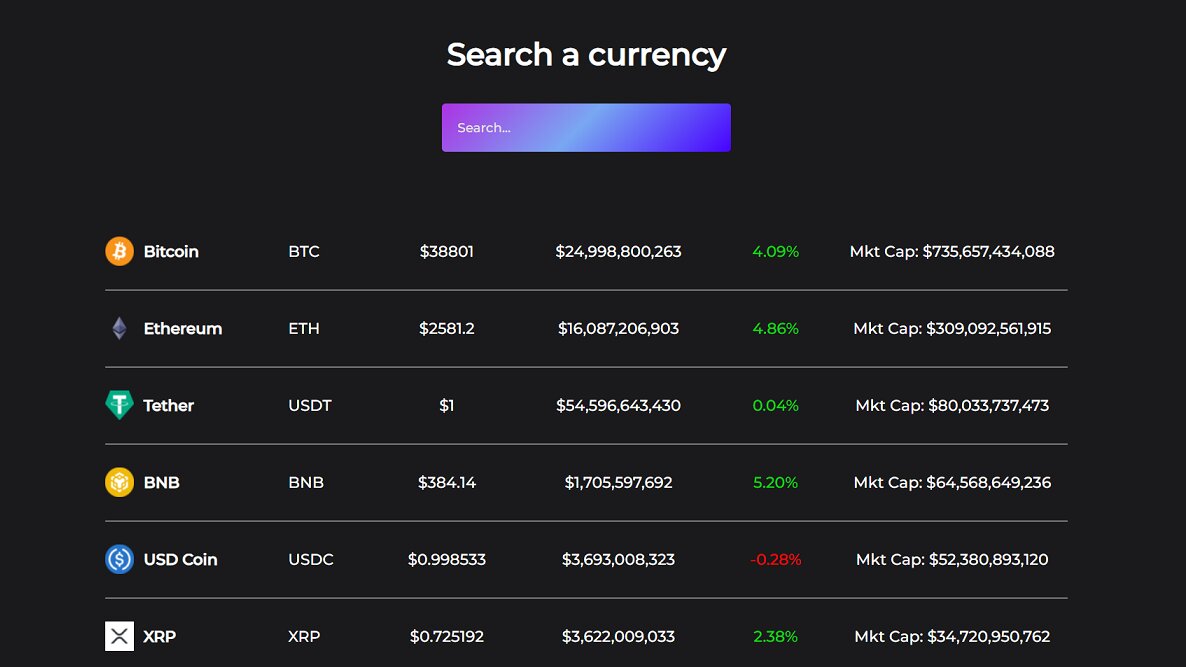 Search a currency
Search...
Bitcoin BTC $38801 $24,998,800,263 4.09% Mkt Cap: $735,657,434,088
Ethereum ETH $2581.2 $16,087,206,903 4.86% Mkt Cap: $309,092,561,915
Tether USDT $1 $54,596,643,430 0.04% Mkt Cap: $80,033,737,473
BNB BNB $384.14 $1,705,597,692 5.20% Mkt Cap: $64,568,649,236
USD Coin USDC $0.998533 $3,693,008,323 -0.28% Mkt Cap: $52,380,893,120
XRP XRP $0.725192 $3,622,009,033 2.38% Mkt Cap: $34,720,950,762